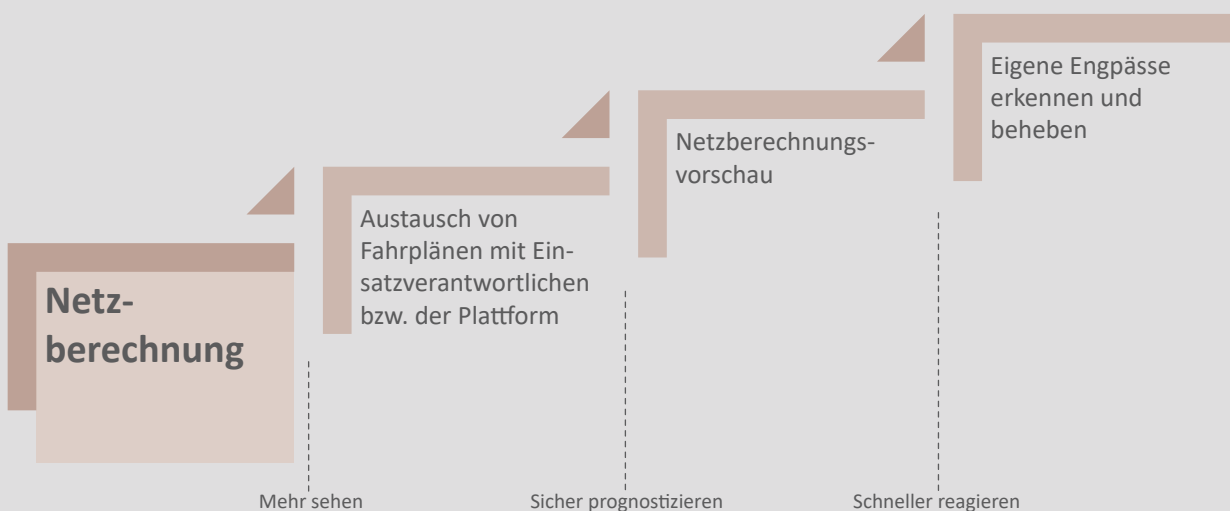 Netz-
berechnung
Austausch von
Fahrplänen mit Ein-
satzverantwortlichen
bzw. der Plattform
Netzberechnungs-
vorschau
Eigene Engpässe
erkennen und
beheben
Mehr sehen
Sicher prognostizieren
Schneller reagieren